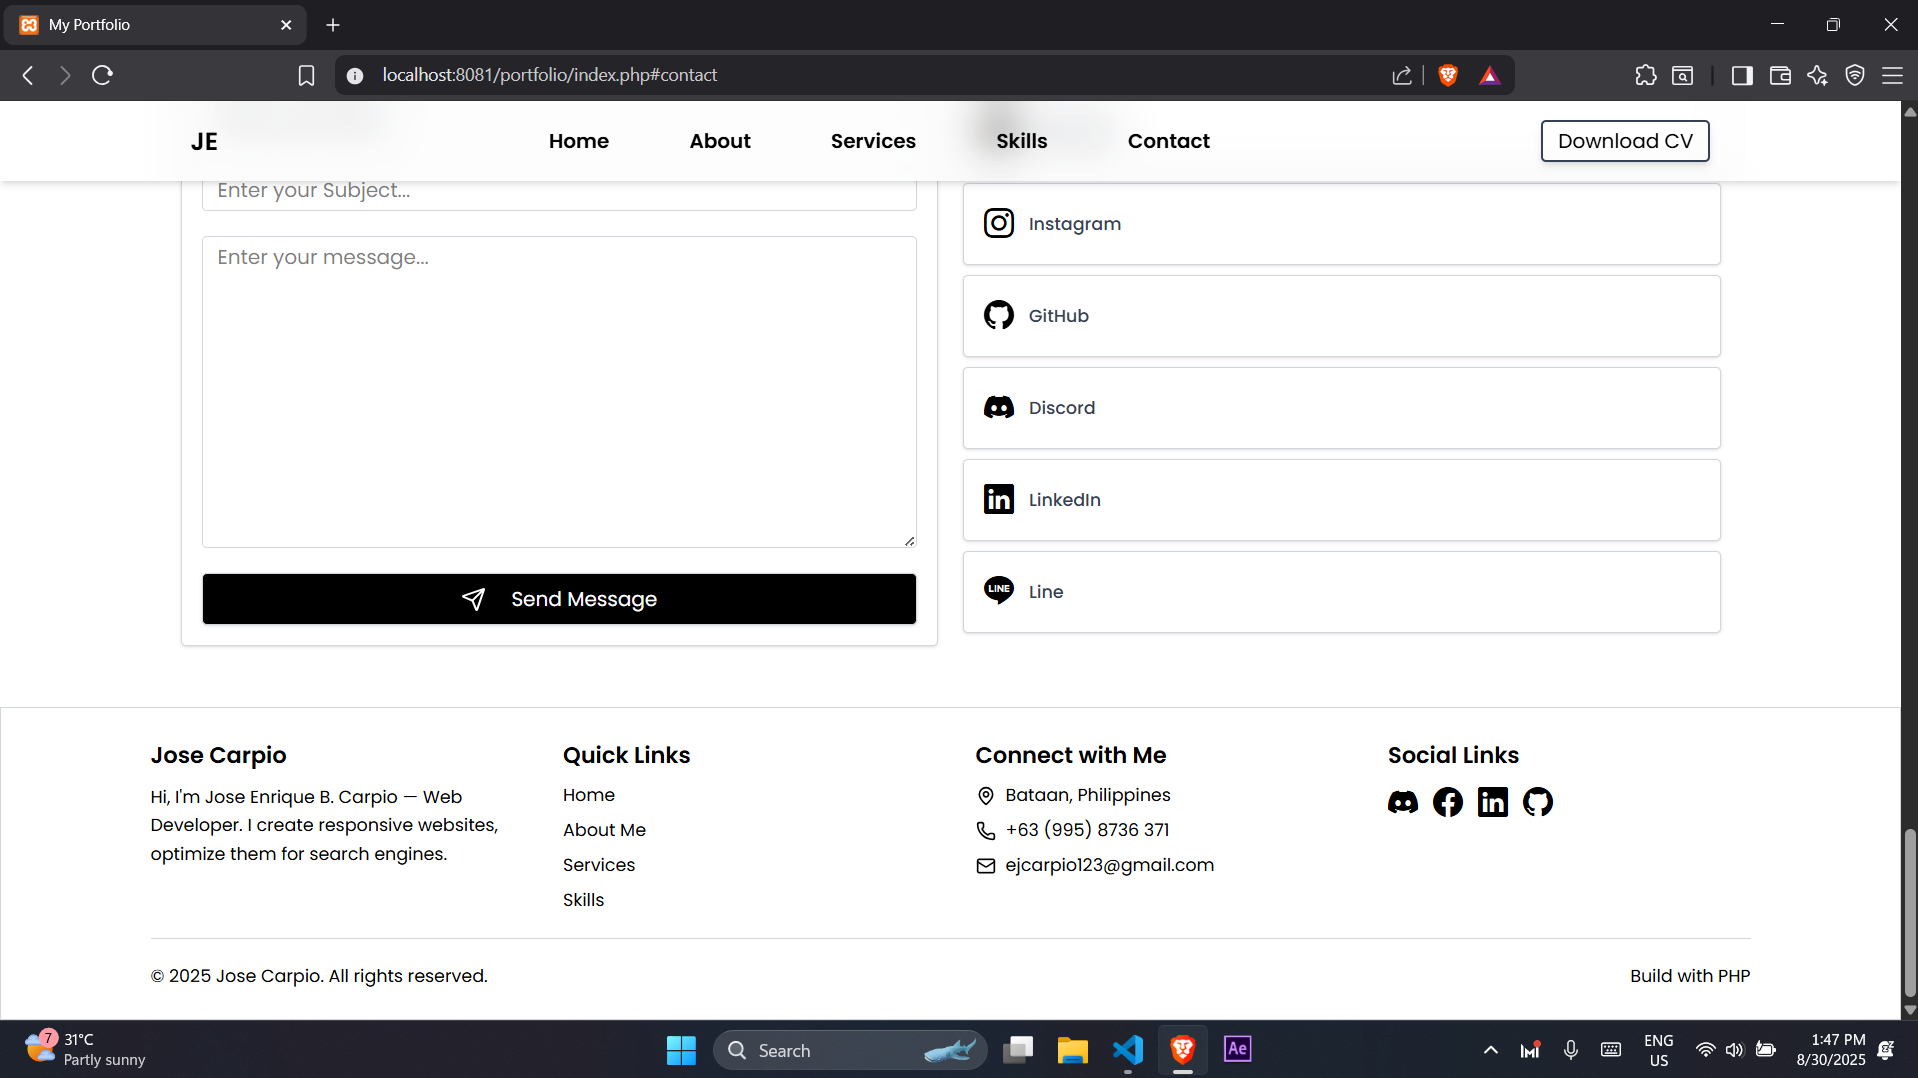 My Portfolio
localhost:8081/portfolio/index.php#contact
JE
Home
About
Services
Skills
Contact
Download CV
Enter your Subject...
Enter your message...
Send Message
Instagram
GitHub
Discord
LinkedIn
LINE
Line
Jose Carpio
Hi, I'm Jose Enrique B. Carpio — Web
Developer. I create responsive websites,
optimize them for search engines.
Quick Links
Home
About Me
Services
Skills
Connect with Me
Bataan, Philippines
+63 (995) 8736 371
ejcarpio123@gmail.com
Social Links
© 2025 Jose Carpio. All rights reserved.
Build with PHP
7
31°C
Partly sunny
Search
Ae
ENG
US
1:47 PM
8/30/2025